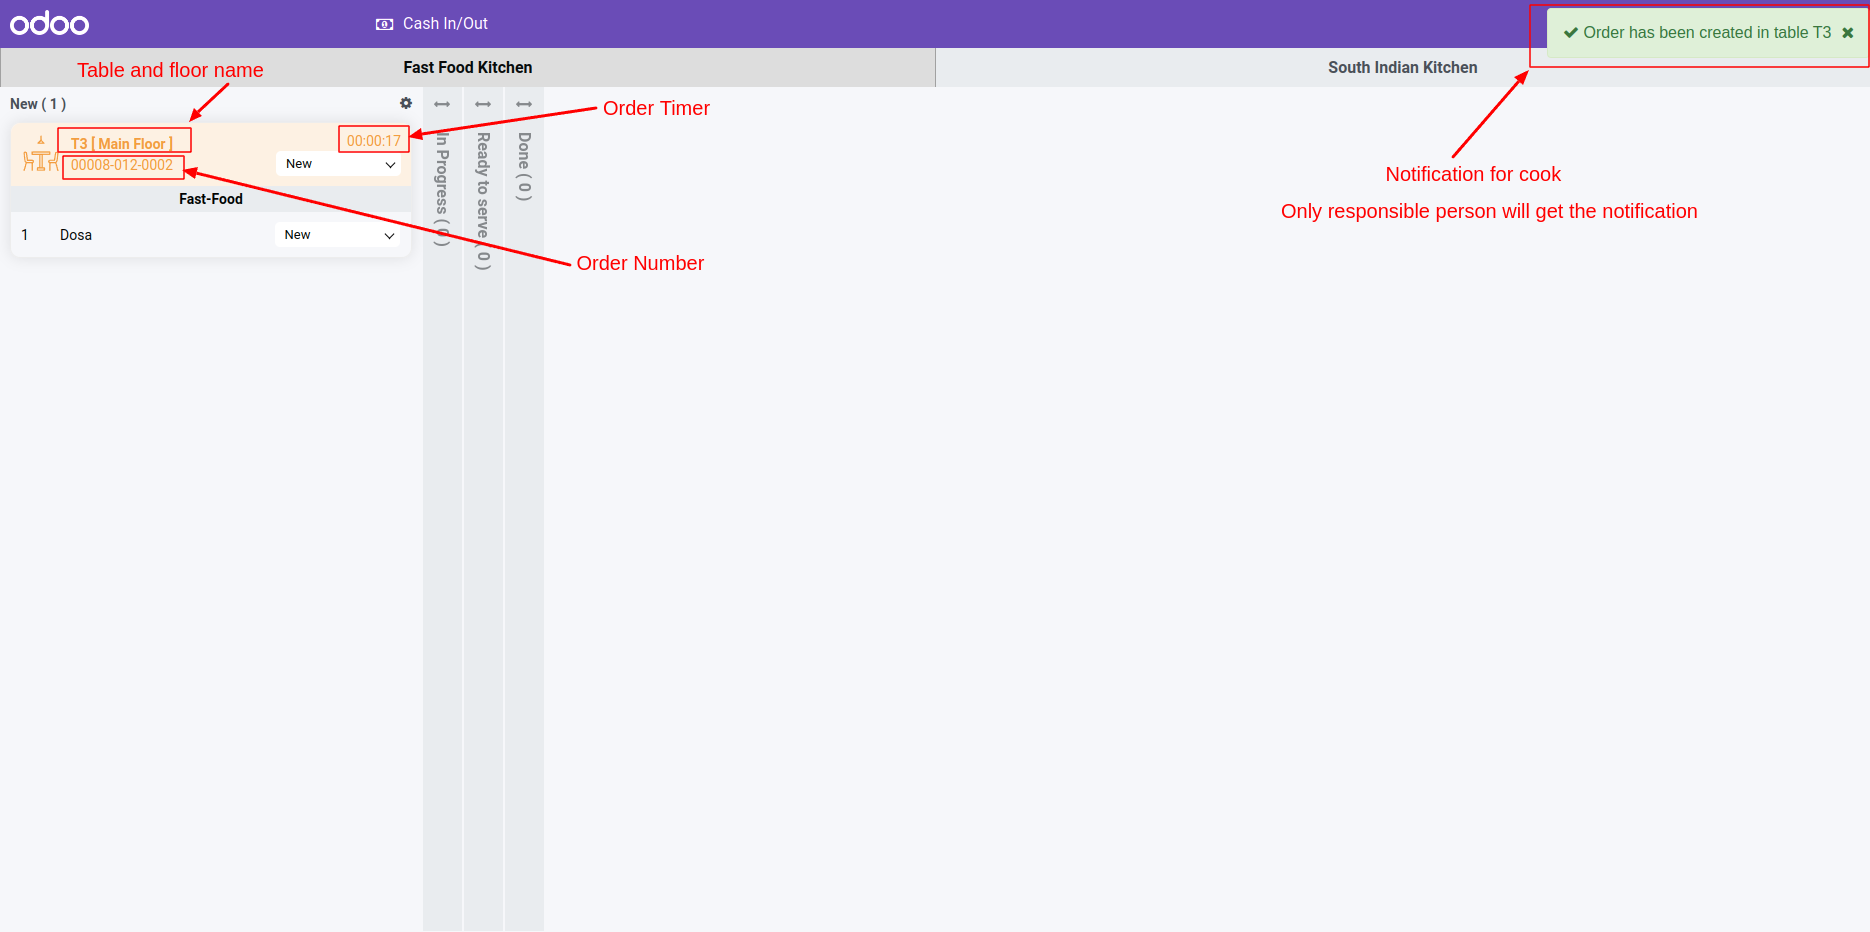 odoo
Cash In/Out
Order has been created in table T3
Table and floor name
Fast Food Kitchen
South Indian Kitchen
New ( 1 )
Order Timer
T3 [ Main Floor ]
00:00:17
00008-012-0002
New
In Progress ( 0 )
Ready to serve ( 0 )
Done ( 0 )
Notification for cook
Only responsible person will get the notification
Fast-Food
1 Dosa New
Order Number